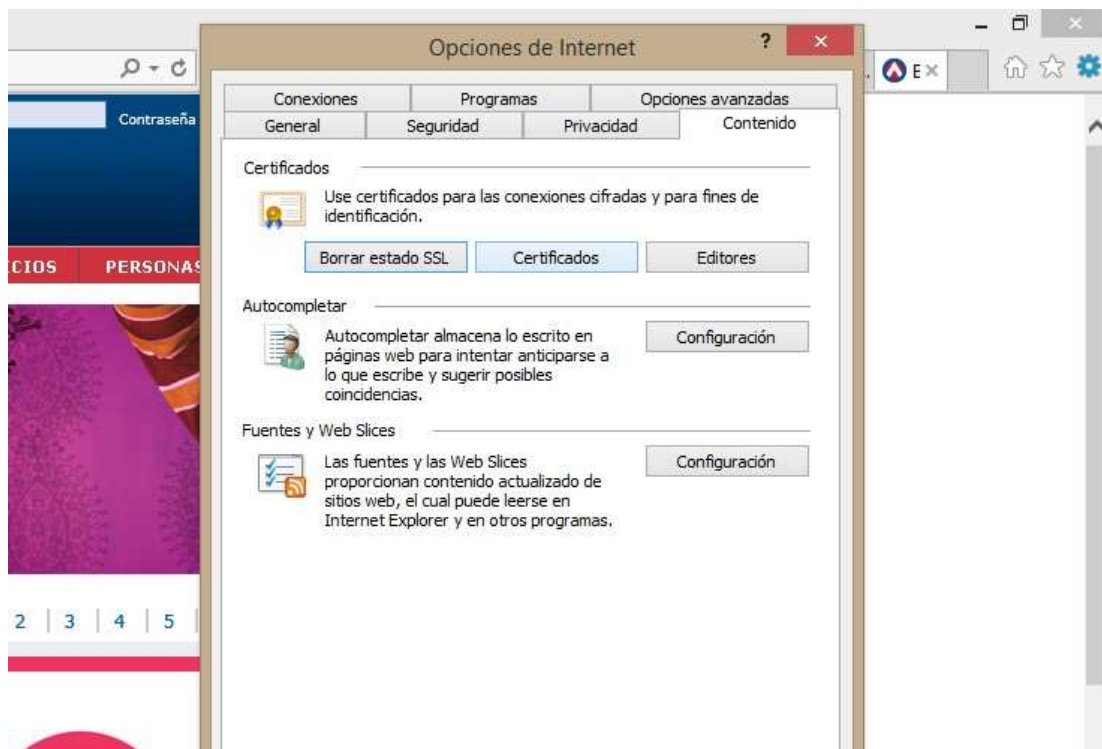 Opciones de Internet
?
E
Contraseña
Conexiones Programas Opciones avanzadas
General Seguridad Privacidad Contenido
Certificados
Use certificados para las conexiones cifradas y para fines de
identificación.
Borrar estado SSL Certificados Editores
PERSONAS
Autocompletar
Autocompletar almacena lo escrito en
páginas web para intentar anticiparse a
lo que escribe y sugerir posibles
coincidencias.
Configuración
Fuentes y Web Slices
Las fuentes y las Web Slices
proporcionan contenido actualizado de
sitios web, el cual puede leerse en
Internet Explorer y en otros programas.
Configuración
2 | 3 | 4 | 5